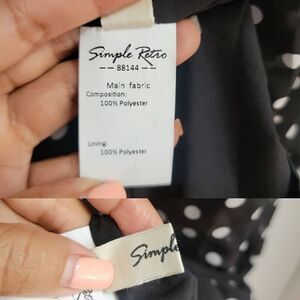 Simple Retro
— 88144 —
Main fabric
Composition:
100% Polyester
Lining:
100% Polyester
Simple